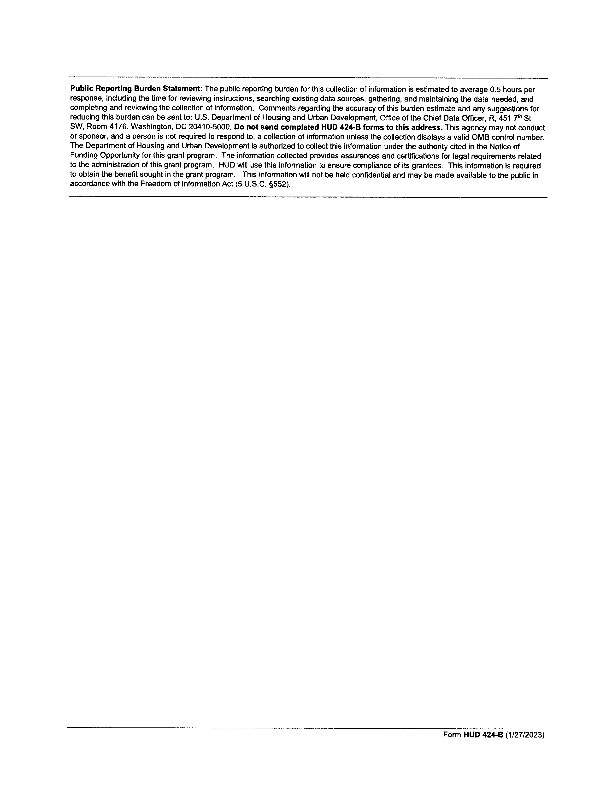 Public Reporting Burden Statement: The public reporting burden for this collection of information is estimated to average 0.5 hours per
response, including the time for reviewing instructions, searching existing data sources, gathering, and maintaining the data needed, and
completing and reviewing the collection of information. Comments regarding the accuracy of this burden estimate and any suggestions for
reducing this burden can be sent to: U.S. Department of Housing and Urban Development, Office of the Chief Data Officer, R, 451 7th St
SW, Room 4176, Washington, DC 20410-5000. Do not send completed HUD 424-B forms to this address. This agency may not conduct
or sponsor, and a person is not required to respond to, a collection of information unless the collection displays a valid OMB control number.
The Department of Housing and Urban Development is authorized to collect this information under the authority cited in the Notice of
Funding Opportunity for this grant program. The information collected provides assurances and certifications for legal requirements related
to the administration of this grant program. HUD will use this information to ensure compliance of its grantees. This information is required
to obtain the benefit sought in the grant program. This information will not be held confidential and may be made available to the public in
accordance with the Freedom of Information Act (5 U.S.C. §552).
Form HUD 424-B (1/27/2023)